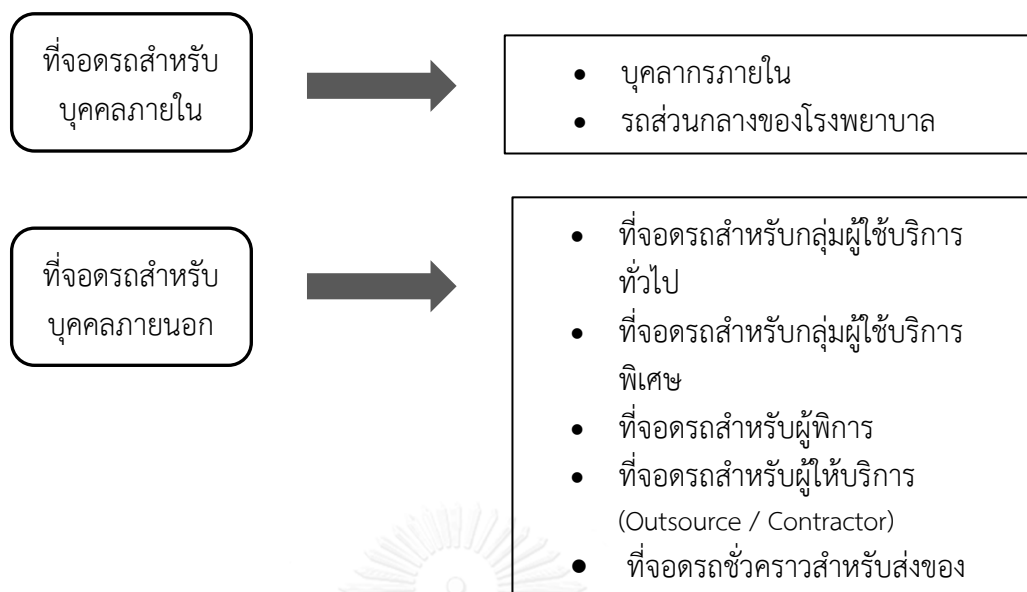 ที่จอดรถสำหรับ
บุคคลภายใน
• บุคลากรภายใน
• รถส่วนกลางของโรงพยาบาล
ที่จอดรถสำหรับ
บุคคลภายนอก
• ที่จอดรถสำหรับกลุ่มผู้ใช้บริการ
ทั่วไป
• ที่จอดรถสำหรับกลุ่มผู้ใช้บริการ
พิเศษ
• ที่จอดรถสำหรับผู้พิการ
• ที่จอดรถสำหรับผู้ให้บริการ
(Outsource / Contractor)
• ที่จอดรถชั่วคราวสำหรับส่งของ